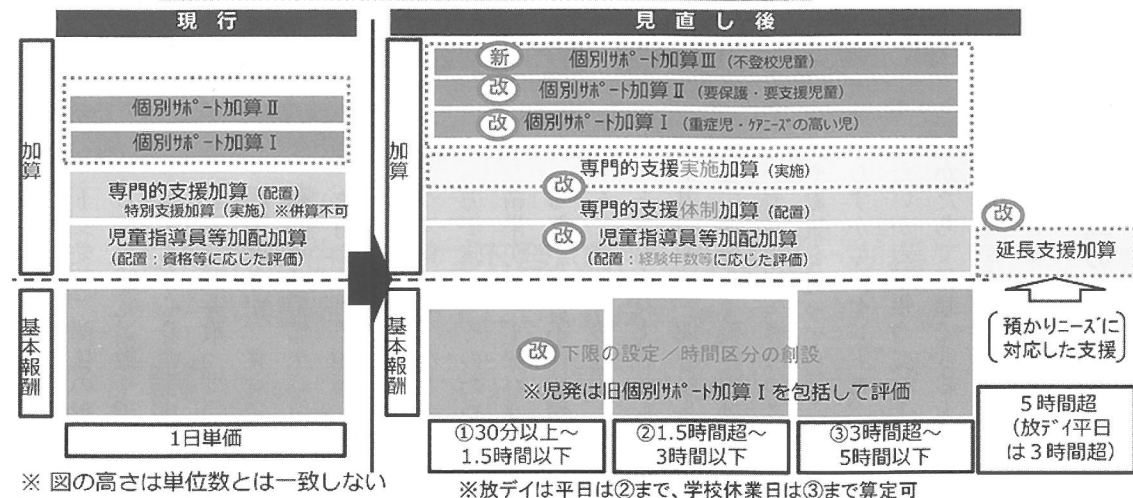 現行
加算
個別ｻﾎﾟｰﾄ加算Ⅱ
個別ｻﾎﾟｰﾄ加算Ⅰ
専門的支援加算（配置）
特別支援加算（実施）※併算不可
児童指導員等加配加算
（配置：資格等に応じた評価）
基本報酬
1日単価
※ 図の高さは単位数とは一致しない
見直し後
加算
新 個別ｻﾎﾟｰﾄ加算Ⅲ（不登校児童）
改 個別ｻﾎﾟｰﾄ加算Ⅱ（要保護・要支援児童）
改 個別ｻﾎﾟｰﾄ加算Ⅰ（重症児・ｹｱﾆｰｽﾞの高い児）
専門的支援実施加算（実施）
改
専門的支援体制加算（配置）
改 児童指導員等加配加算
（配置：経験年数等に応じた評価）
改
延長支援加算
預かりﾆｰｽﾞに
対応した支援
基本報酬
改 下限の設定／時間区分の創設
※児発は旧個別ｻﾎﾟｰﾄ加算Ⅰを包括して評価
①30分以上～
1.5時間以下
②1.5時間超～
3時間以下
③3時間超～
5時間以下
5時間超
（放ﾃﾞｲ平日
は3時間超）
※放デイは平日は②まで、学校休業日は③まで算定可